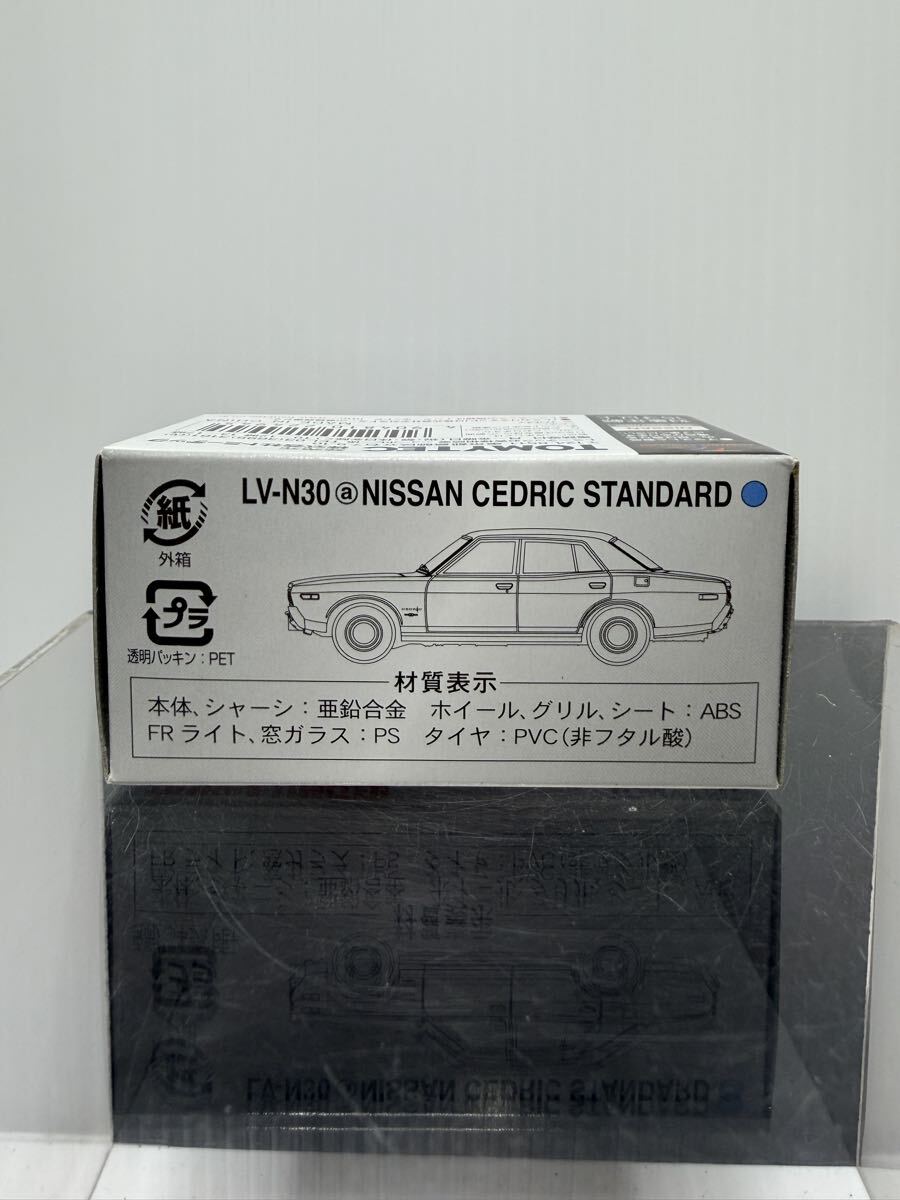 TOMYTEC
LV-N30 ⓐ NISSAN CEDRIC STANDARD
紙
外箱
プラ
透明パッキン：PET
材質表示
本体、シャーシ：亜鉛合金　ホイール、グリル、シート：ABS
FRライト、窓ガラス：PS　タイヤ：PVC（非フタル酸）